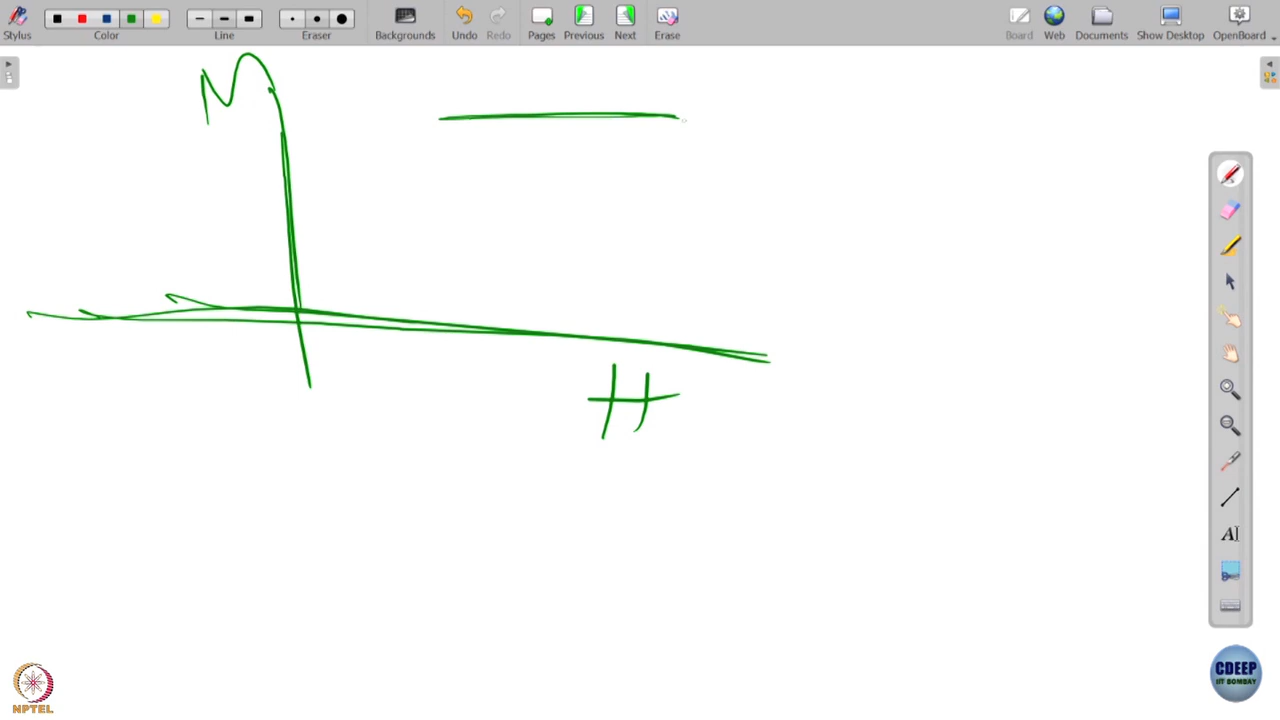 Stylus Color Line Eraser Backgrounds Undo Redo Pages Previous Next Erase Board Web Documents Show Desktop OpenBoard
M
H
A
NPTEL
CDEEP
IIT BOMBAY